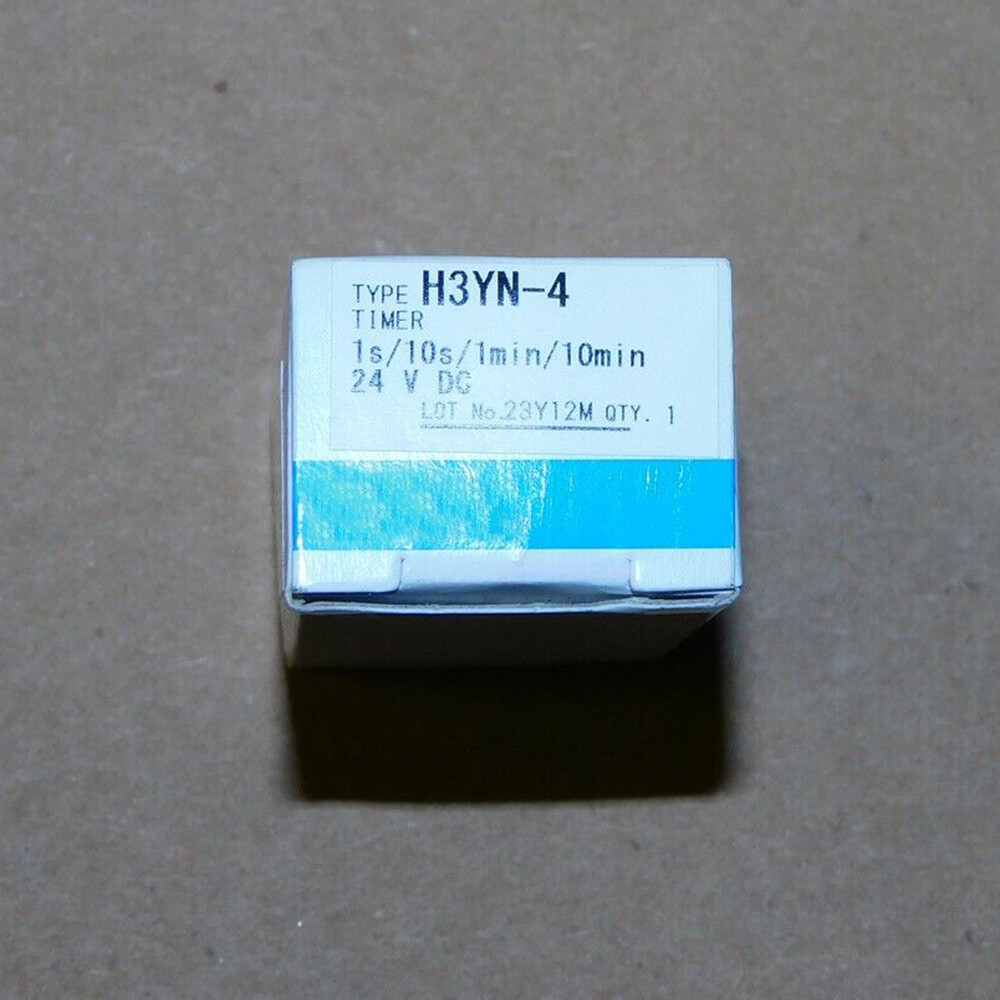 TYPE H3YN-4
TIMER
1s/10s/1min/10min
24 V DC
LOT No.23Y12M QTY. 1